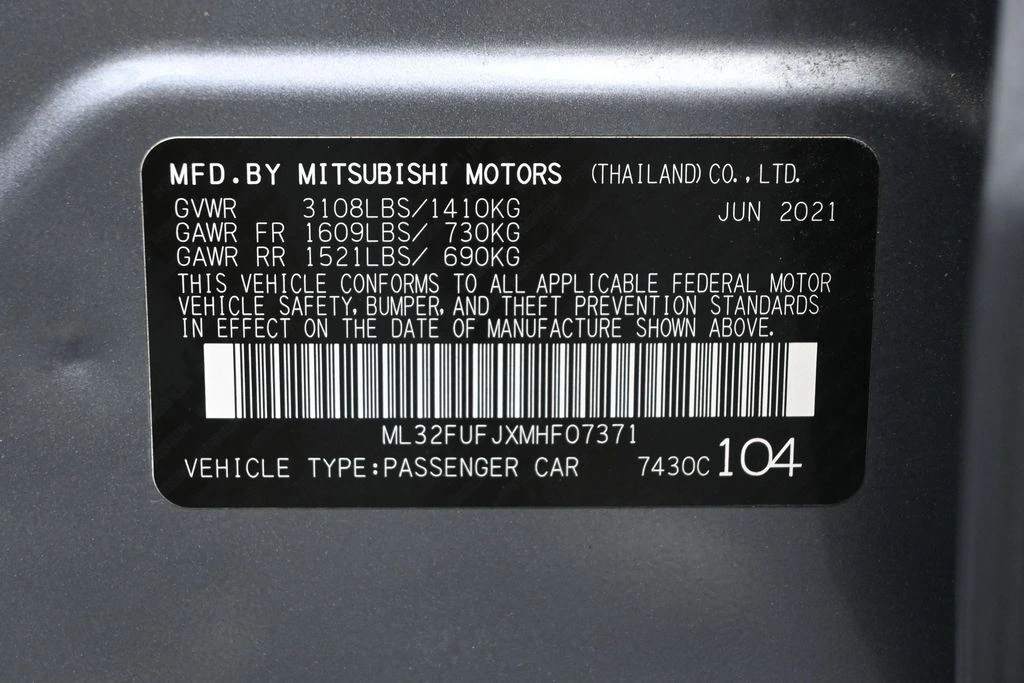 MFD.BY MITSUBISHI MOTORS (THAILAND) CO.,LTD.
GVWR 3108LBS/1410KG JUN 2021
GAWR FR 1609LBS/ 730KG
GAWR RR 1521LBS/ 690KG
THIS VEHICLE CONFORMS TO ALL APPLICABLE FEDERAL MOTOR
VEHICLE SAFETY, BUMPER, AND THEFT PREVENTION STANDARDS
IN EFFECT ON THE DATE OF MANUFACTURE SHOWN ABOVE.
ML32FUFJXMHF07371
VEHICLE TYPE:PASSENGER CAR 7430C 104